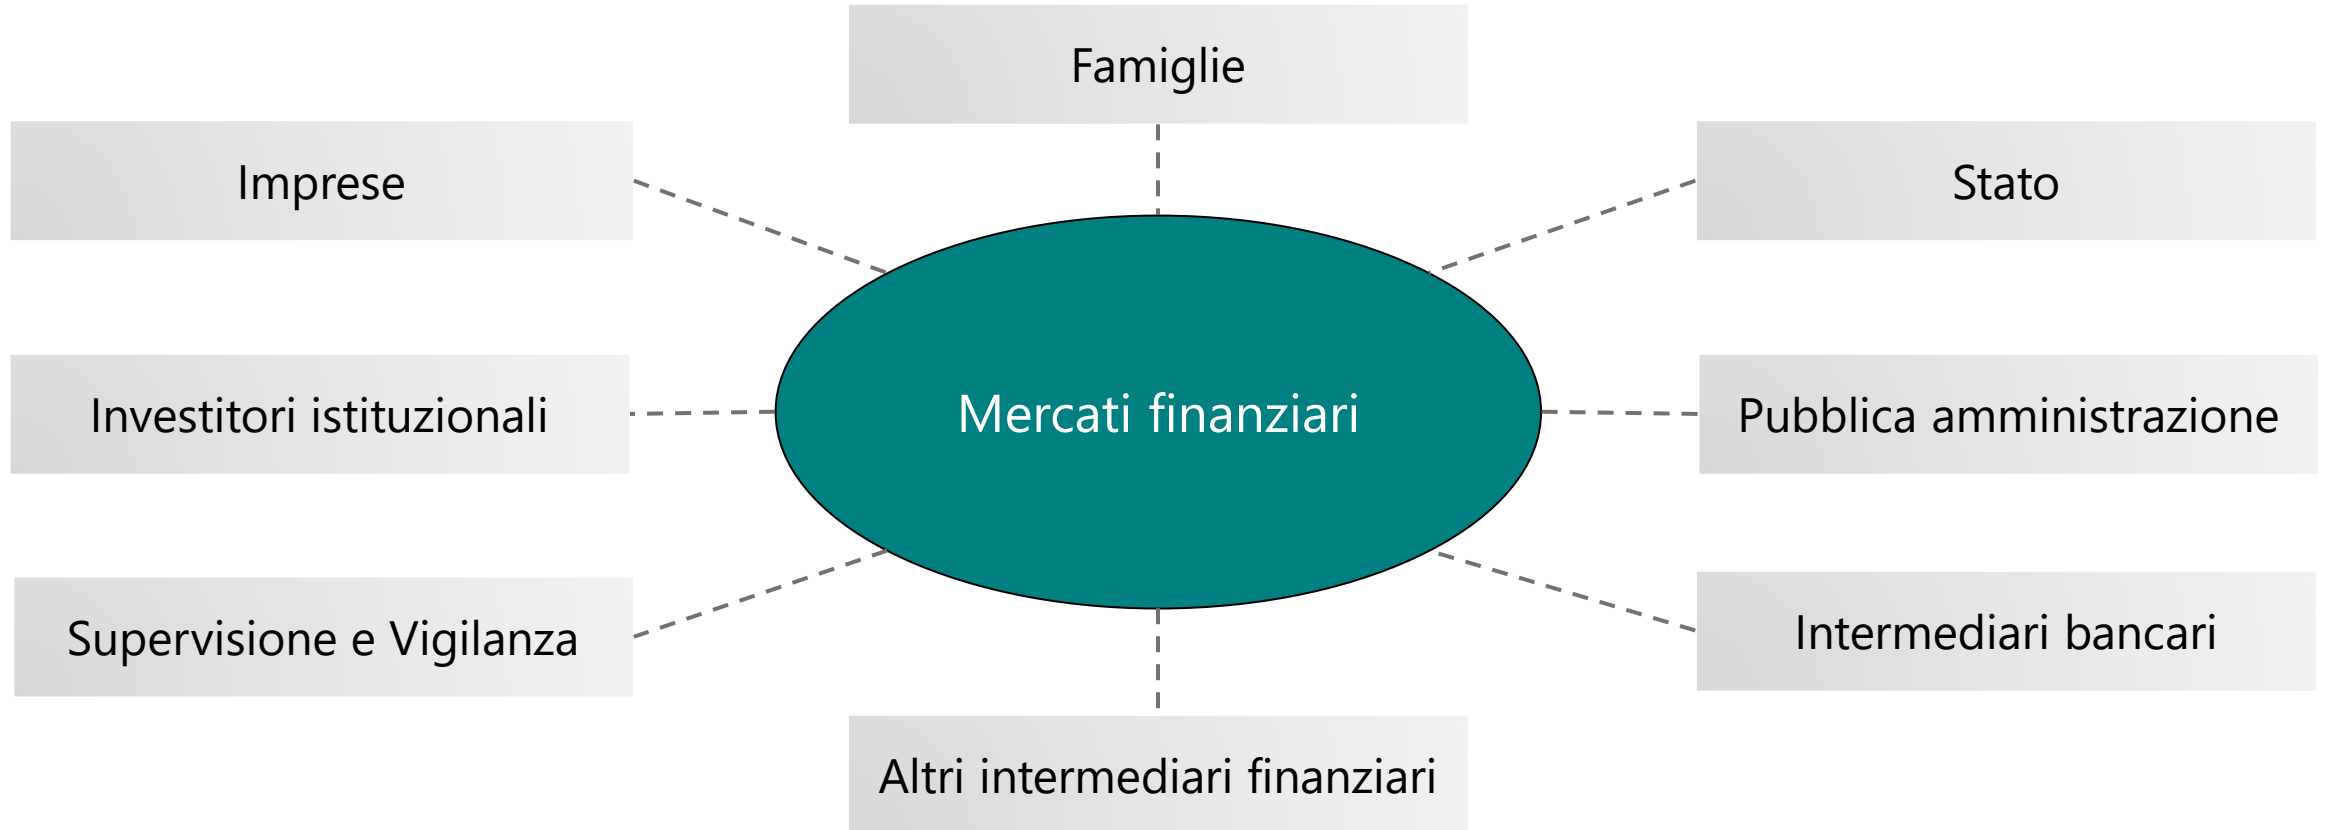 Famiglie
Imprese
Stato
Investitori istituzionali
Mercati finanziari
Pubblica amministrazione
Supervisione e Vigilanza
Intermediari bancari
Altri intermediari finanziari